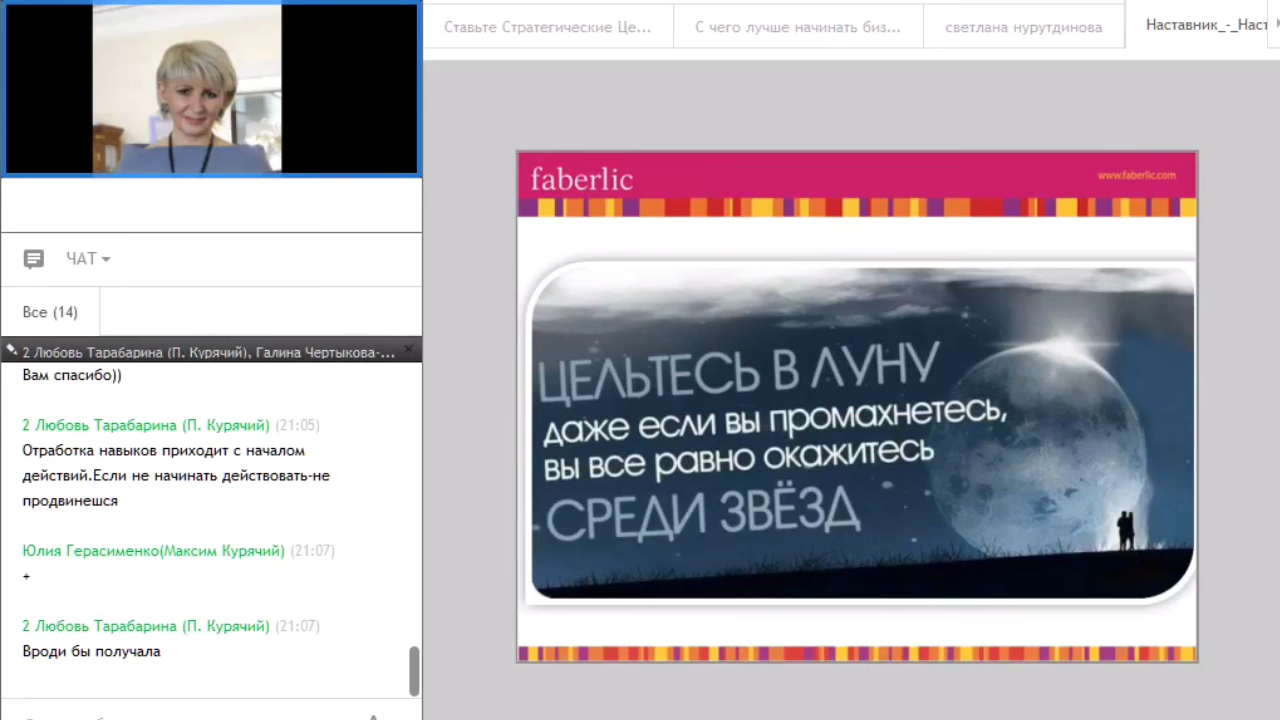 Ставьте Стратегические Це...
С чего лучше начинать биз...
светлана нурутдинова
Наставник_-_Наст
ЧАТ
Все (14)
2 Любовь Тарабарина (П. Курячий), Галина Чертыкова-...
Вам спасибо))
2 Любовь Тарабарина (П. Курячий) (21:05)
Отработка навыков приходит с началом
действий.Если не начинать действовать-не
продвинешся
Юлия Герасименко(Максим Курячий) (21:07)
+
2 Любовь Тарабарина (П. Курячий) (21:07)
Вроди бы получала
faberlic
www.faberlic.com
ЦЕЛЬТЕСЬ В ЛУНУ
даже если вы промахнетесь,
вы все равно окажитесь
СРЕДИ ЗВЁЗД